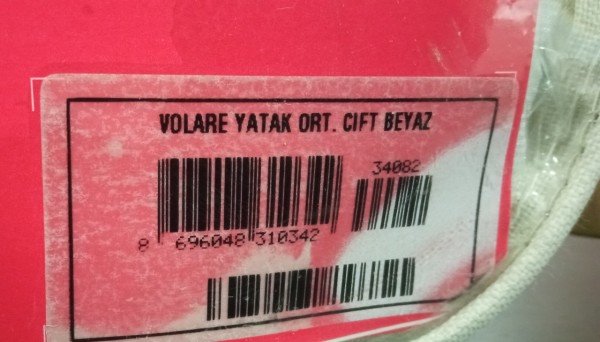 VOLARE YATAK ORT. CIFT BEYAZ
34082
8 696048 310342